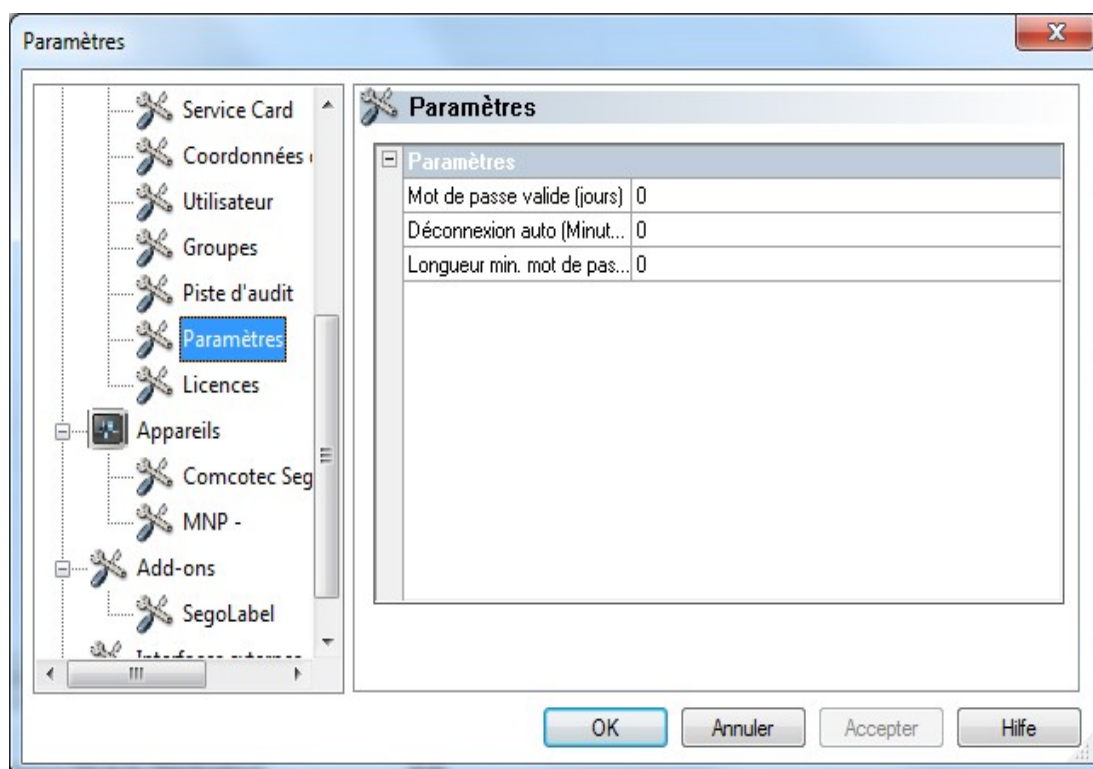 Paramètres
Service Card
Coordonnées
Utilisateur
Groupes
Piste d'audit
Paramètres
Licences
Appareils
Comcotec Seg
MNP -
Add-ons
SegoLabel
Paramètres
Paramètres
Mot de passe valide (jours) 0
Déconnexion auto (Minut... 0
Longueur min. mot de pas... 0
OK Annuler Accepter Hilfe